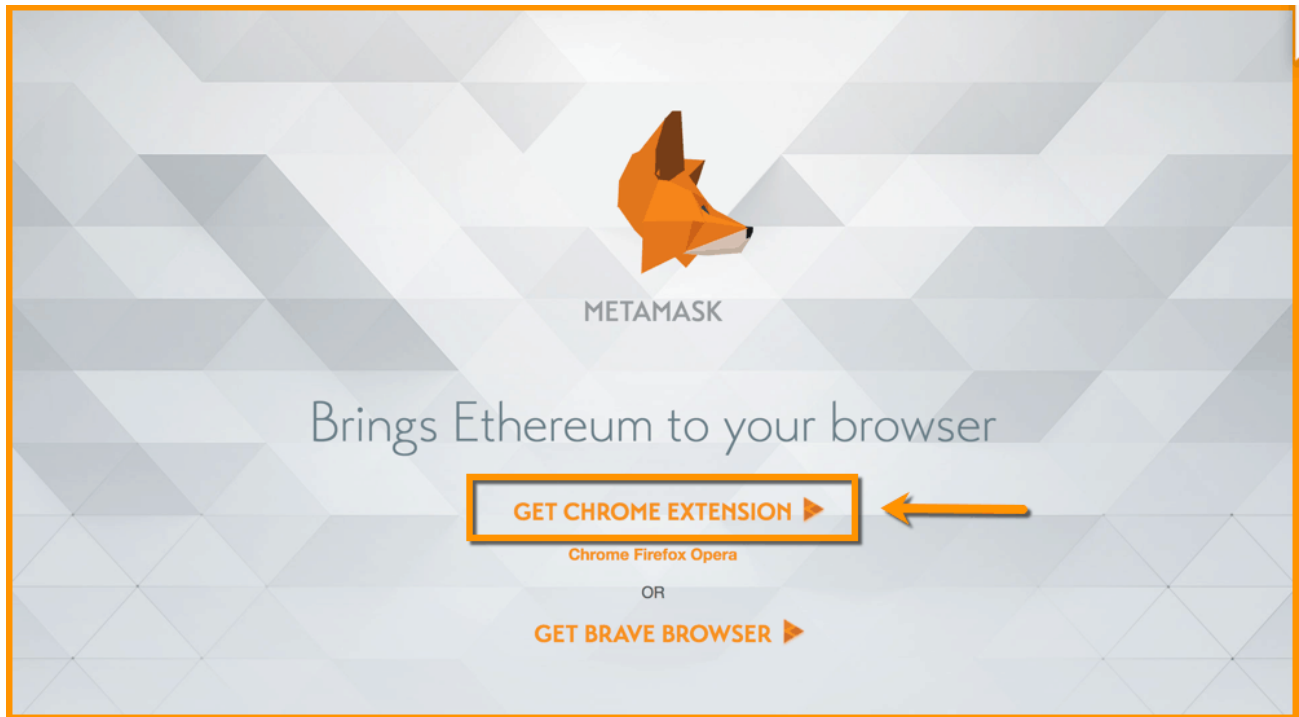 METAMASK
Brings Ethereum to your browser
GET CHROME EXTENSION
Chrome Firefox Opera
OR
GET BRAVE BROWSER